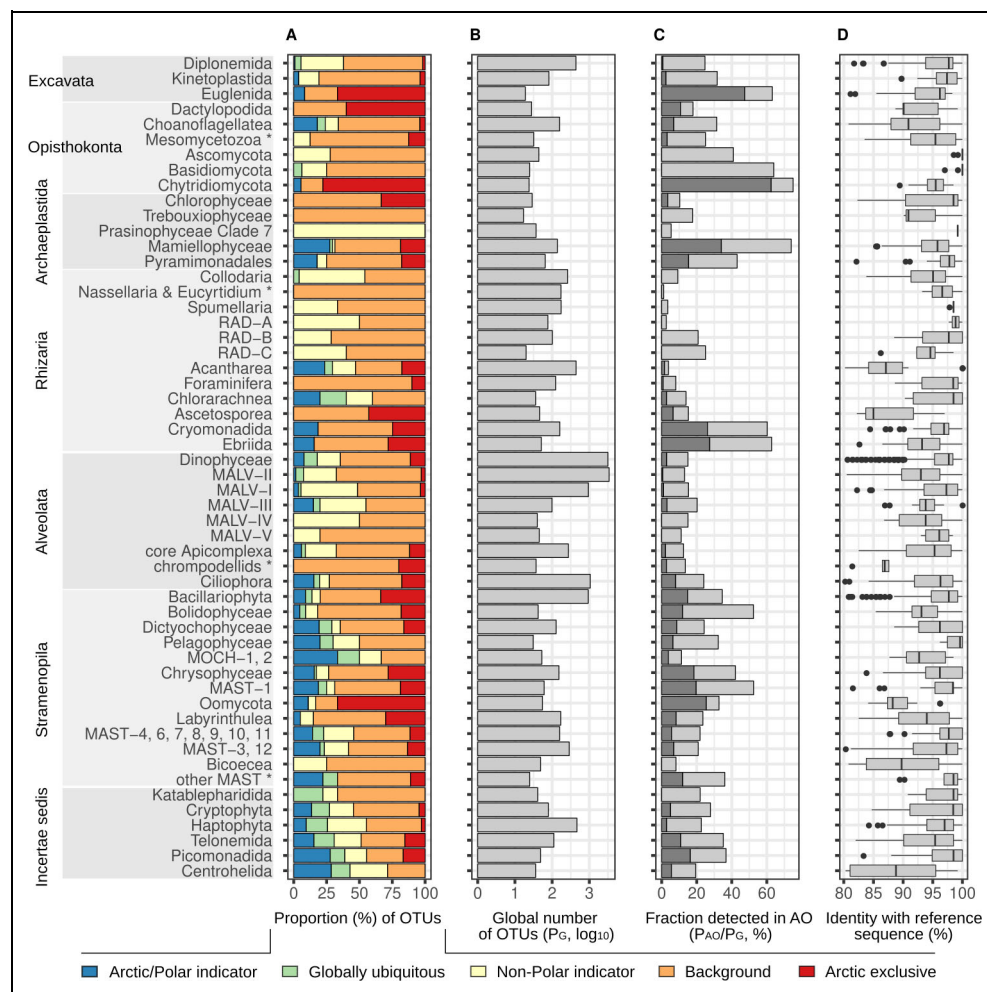 A B C D
Excavata
Diplonemida
Kinetoplastida
Euglenida
Opisthokonta
Dactylopodida
Choanoflagellatea
Mesomycetozoa *
Ascomycota
Basidiomycota
Chytridiomycota
Archaeplastida
Chlorophyceae
Trebouxiophyceae
Prasinophyceae Clade 7
Mamiellophyceae
Pyramimonadales
Rhizaria
Collodaria
Nassellaria & Eucyrtidium *
Spumellaria
RAD−A
RAD−B
RAD−C
Acantharea
Foraminifera
Chlorarachnea
Ascetosporea
Cryomonadida
Ebriida
Alveolata
Dinophyceae
MALV−II
MALV−I
MALV−III
MALV−IV
MALV−V
core Apicomplexa
chrompodellids *
Ciliophora
Stramenopila
Bacillariophyta
Bolidophyceae
Dictyochophyceae
Pelagophyceae
MOCH−1, 2
Chrysophyceae
MAST−1
Oomycota
Labyrinthulea
MAST−4, 6, 7, 8, 9, 10, 11
MAST−3, 12
Bicoecea
other MAST *
Incertae sedis
Katablepharidida
Cryptophyta
Haptophyta
Telonemida
Picomonadida
Centrohelida
0 25 50 75 100
0 1 2 3
0 20 40 60
80 85 90 95 100
Proportion (%) of OTUs
Global number
of OTUs (PG, log10)
Fraction detected in AO
(PAO/PG, %)
Identity with reference
sequence (%)
Arctic/Polar indicator
Globally ubiquitous
Non-Polar indicator
Background
Arctic exclusive